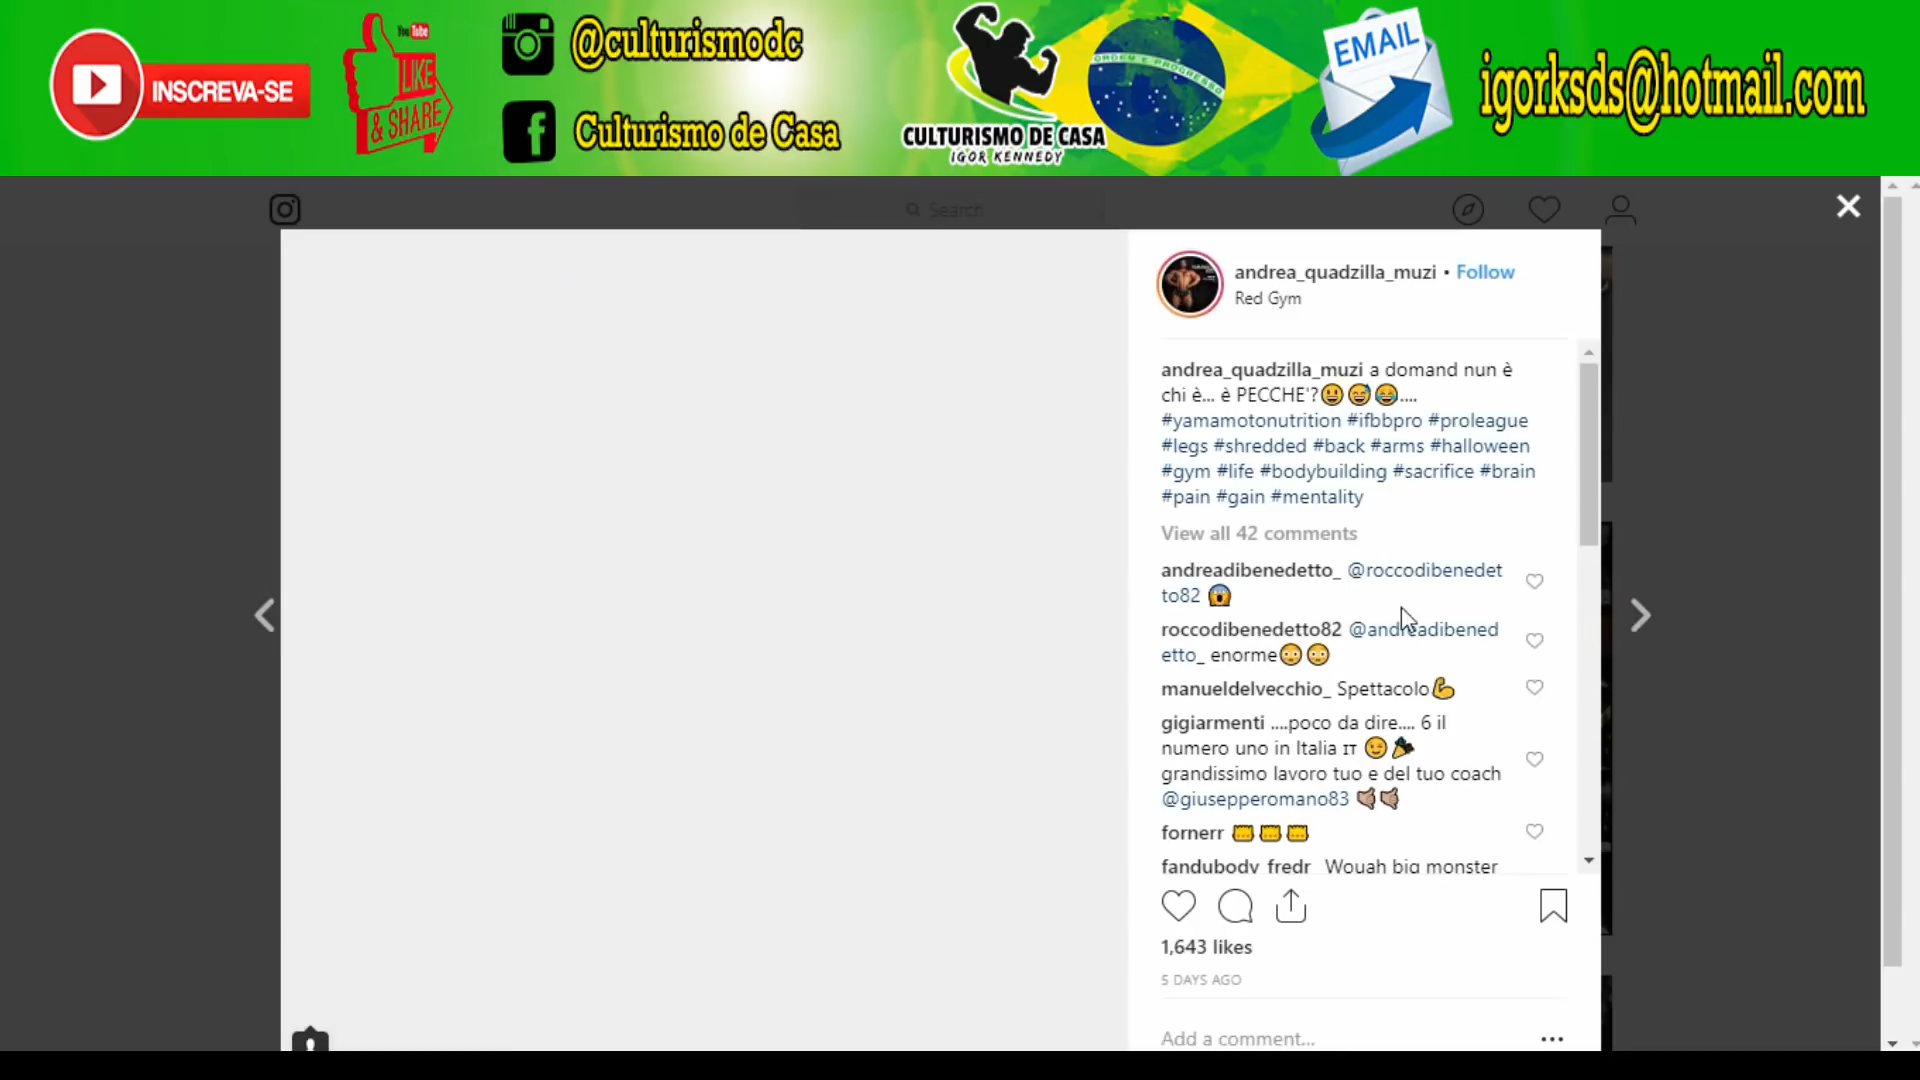 INSCREVA-SE
YouTube
LIKE
& SHARE
@culturismodc
Culturismo de Casa
CULTURISMO DE CASA
IGOR KENNEDY
ORDEM E PROGRESSO
EMAIL
igorksds@hotmail.com
Search
andrea_quadzilla_muzi • Follow
Red Gym
andrea_quadzilla_muzi a domand nun è
chi è... è PECCHE'?😃😅😂....
#yamamotonutrition #ifbbpro #proleague
#legs #shredded #back #arms #halloween
#gym #life #bodybuilding #sacrifice #brain
#pain #gain #mentality
View all 42 comments
andreadibenedetto_ @roccodibenedet
to82 😱
roccodibenedetto82 @andreadibened
etto_ enorme😳😳
manueldelvecchio_ Spettacolo💪
gigiarmenti ....poco da dire.... 6 il
numero uno in Italia IT 😉🎉
grandissimo lavoro tuo e del tuo coach
@giusepperomano83 🤙🤙
fornerr
fandubody_fredr_ Wouah big monster
1,643 likes
5 DAYS AGO
Add a comment...